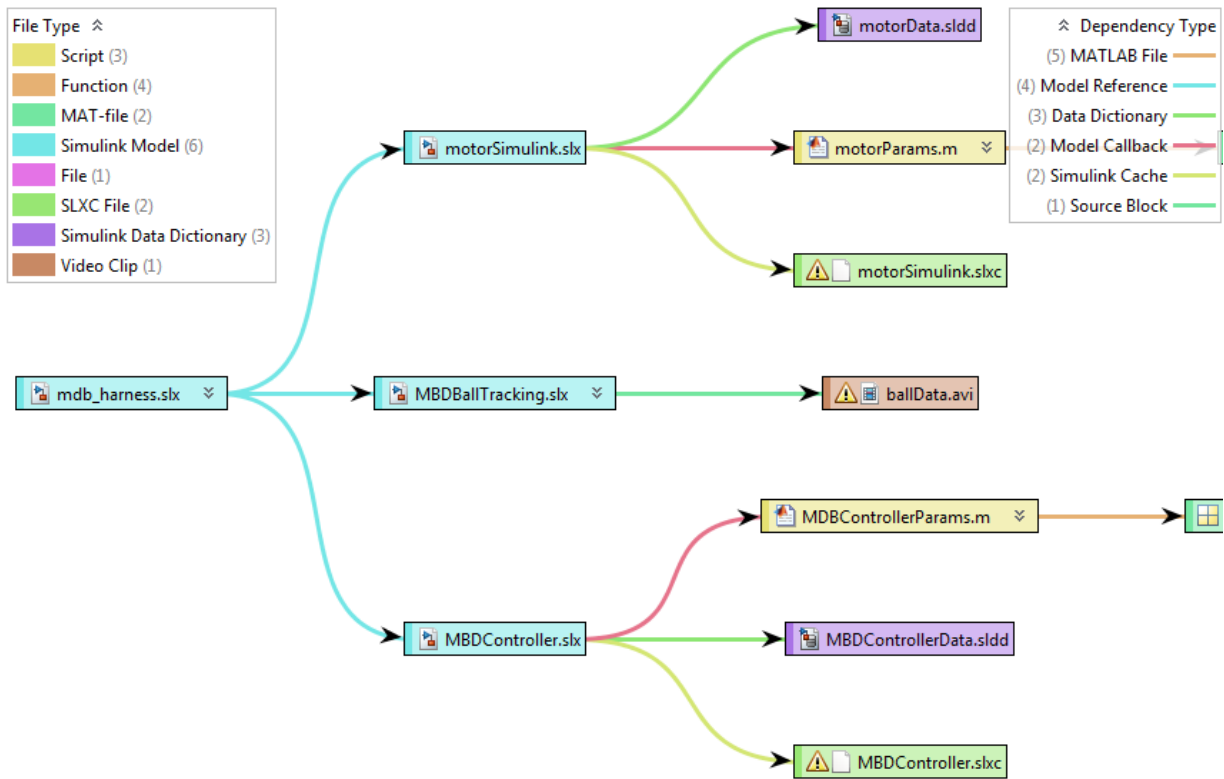 File Type
Script (3)
Function (4)
MAT-file (2)
Simulink Model (6)
File (1)
SLXC File (2)
Simulink Data Dictionary (3)
Video Clip (1)
Dependency Type
(5) MATLAB File
(4) Model Reference
(3) Data Dictionary
(2) Model Callback
(2) Simulink Cache
(1) Source Block
motorData.sldd
motorSimulink.slx
motorParams.m
motorSimulink.slxc
mdb_harness.slx
MBDBallTracking.slx
ballData.avi
MDBControllerParams.m
MBDController.slx
MBDControllerData.sldd
MBDController.slxc